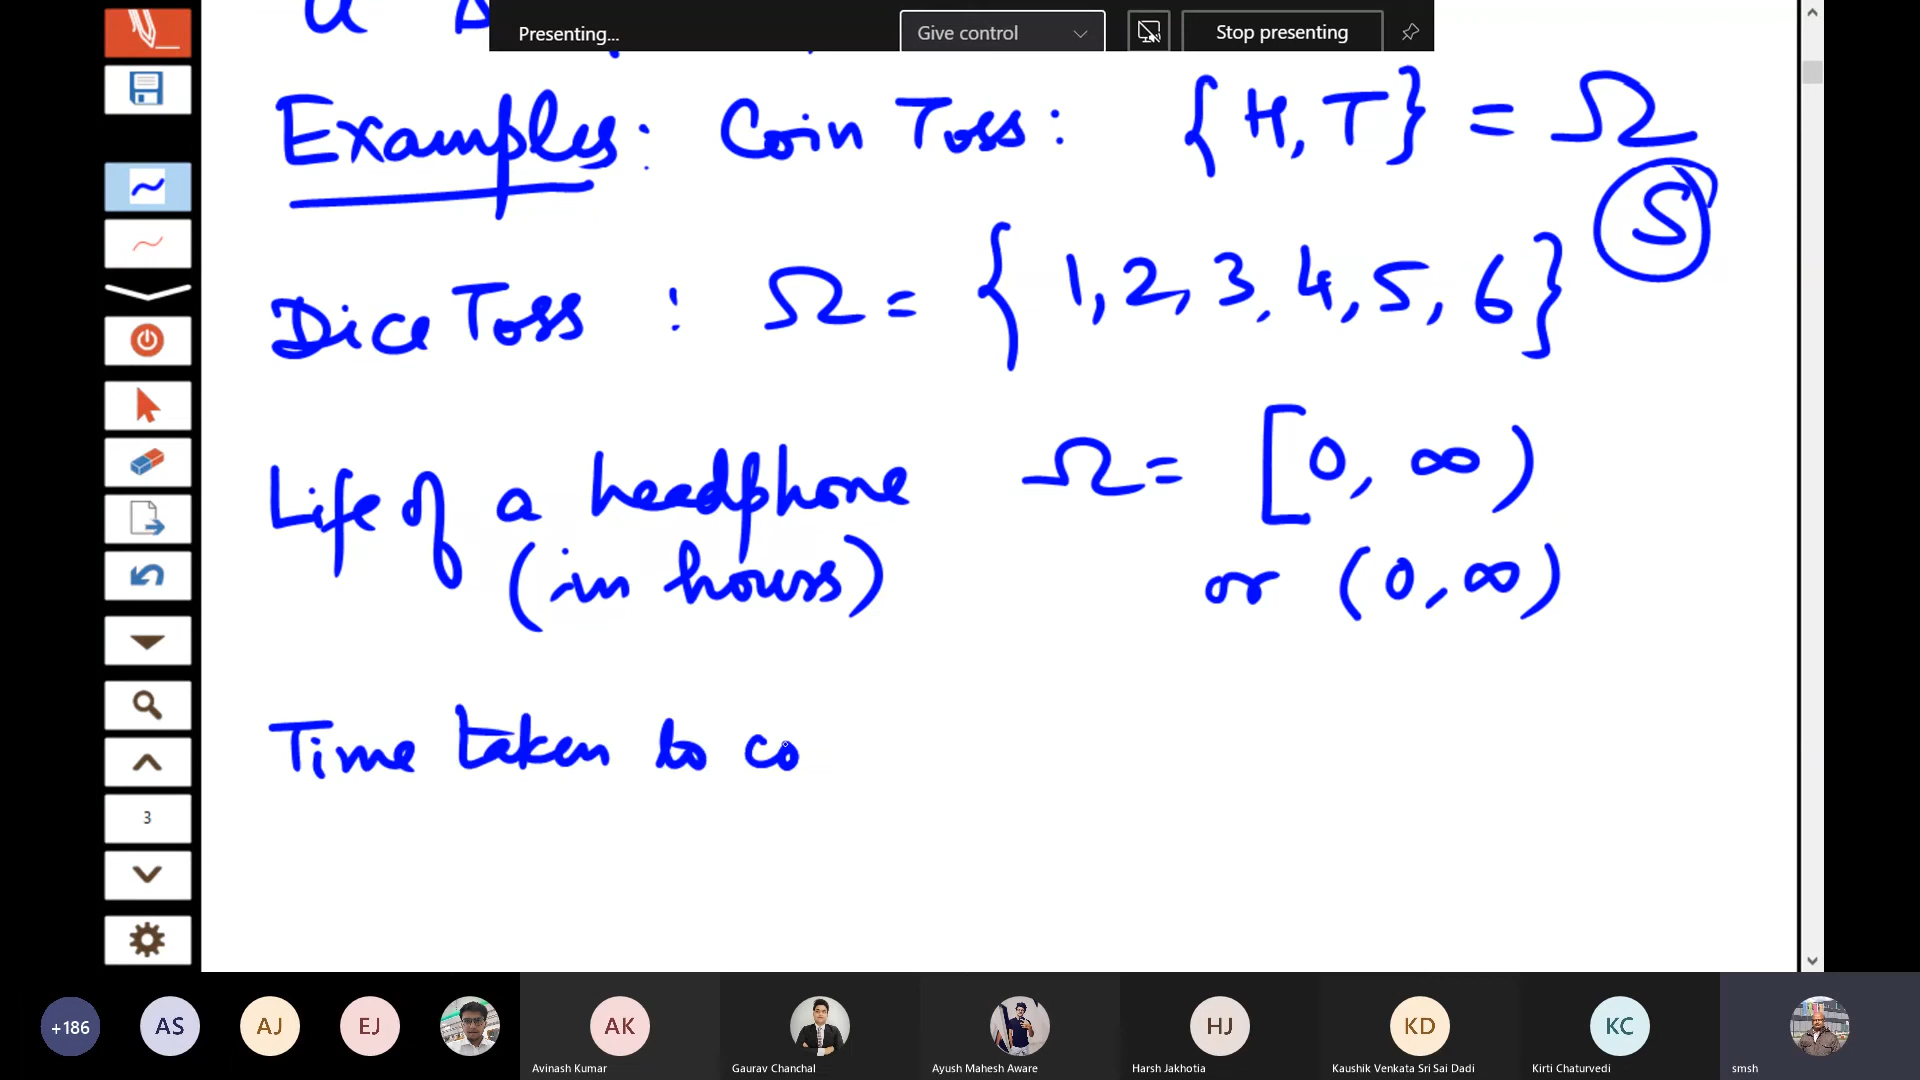 Presenting...
Give control
Stop presenting
Examples: Coin Toss: {H, T} = Ω
S
Dice Toss : Ω = { 1, 2, 3, 4, 5, 6}
Life of a headphone Ω = [0, ∞)
(in hours) or (0, ∞)
Time taken to co
3
+186 AS AJ EJ AK HJ KD KC
Avinash Kumar Gaurav Chanchal Ayush Mahesh Aware Harsh Jakhotia Kaushik Venkata Sri Sai Dadi Kirti Chaturvedi smsh